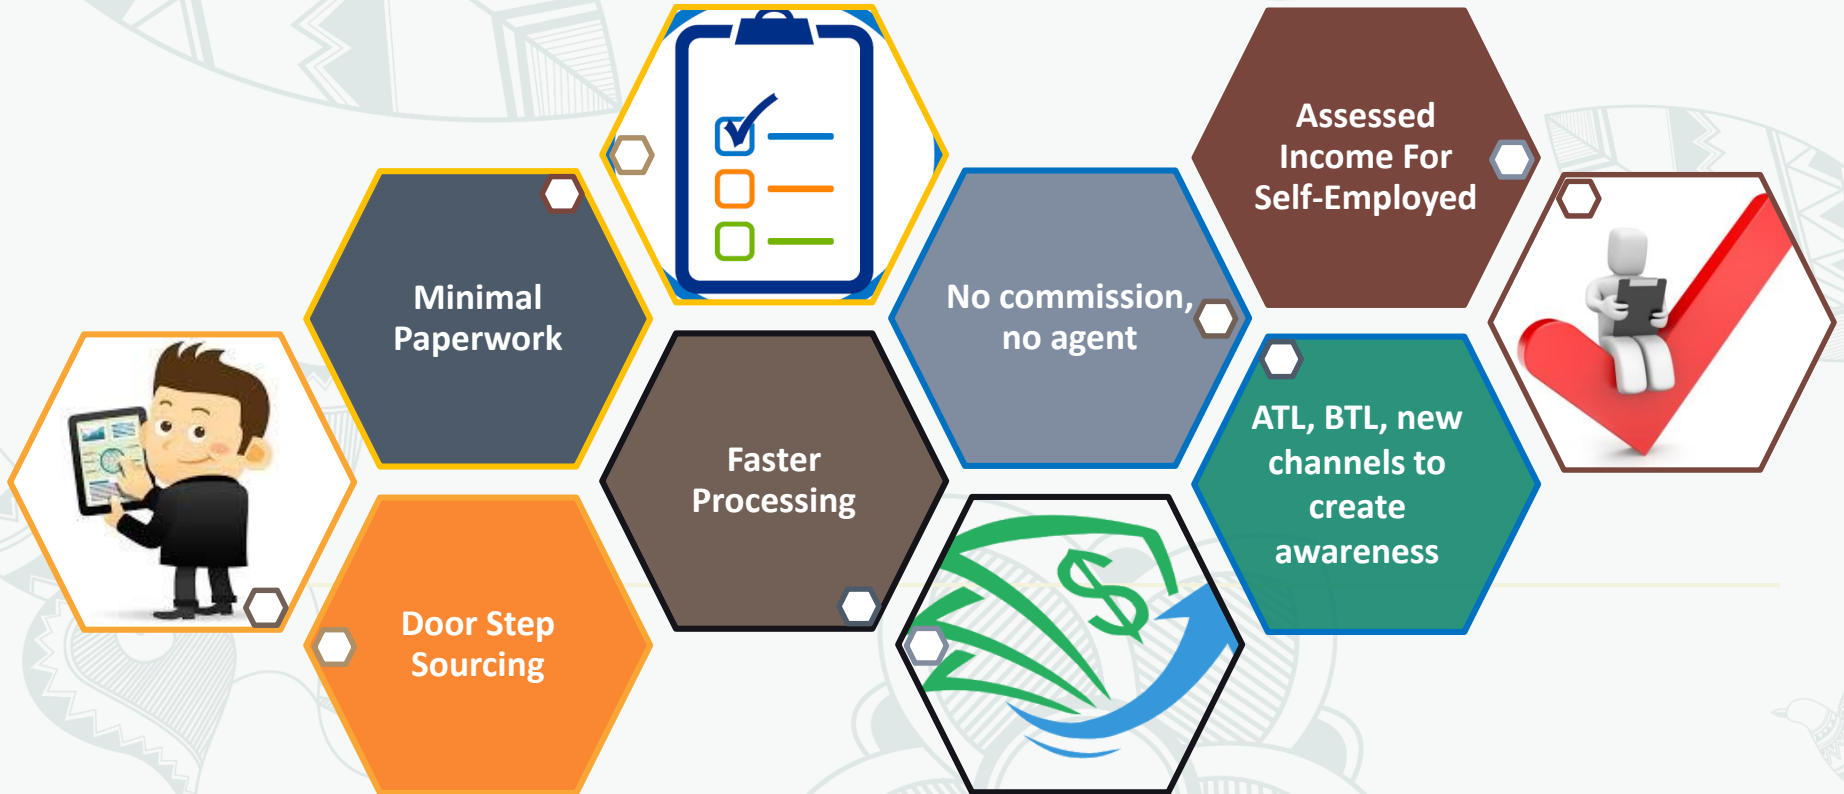 Minimal
Paperwork
Door Step
Sourcing
Faster
Processing
No commission,
no agent
Assessed
Income For
Self-Employed
ATL, BTL, new
channels to
create
awareness